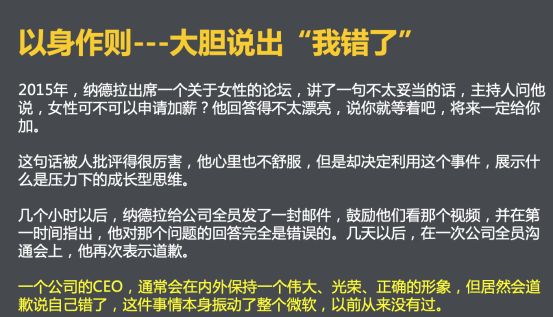 以身作则---大胆说出“我错了”
2015年，纳德拉出席一个关于女性的论坛，讲了一句不太妥当的话，主持人问他
说，女性可不可以申请加薪？他回答得不太漂亮，说你就等着吧，将来一定给你
加。
这句话被人批评得很厉害，他心里也不舒服，但是却决定利用这个事件，展示什
么是压力下的成长型思维。
几个小时以后，纳德拉给公司全员发了一封邮件，鼓励他们看那个视频，并在第
一时间指出，他对那个问题的回答完全是错误的。几天以后，在一次公司全员沟
通会上，他再次表示道歉。
一个公司的CEO，通常会在内外保持一个伟大、光荣、正确的形象，但居然会道
歉说自己错了，这件事情本身振动了整个微软，以前从来没有过。